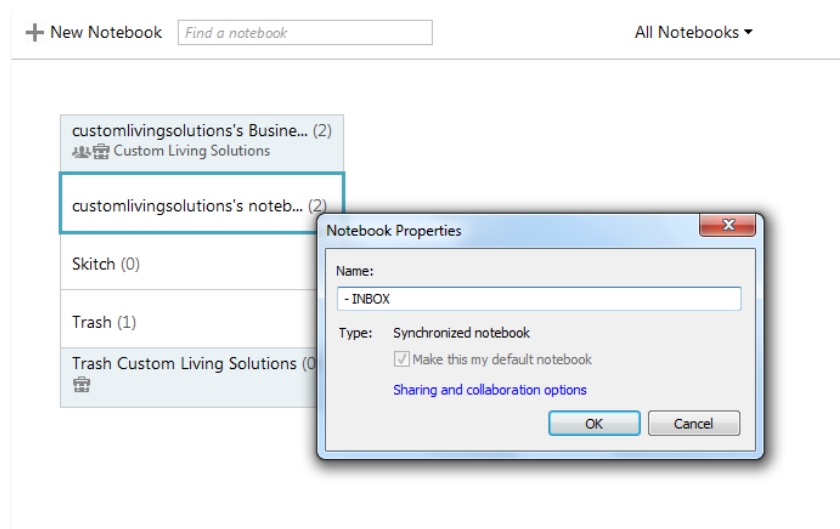 New Notebook Find a notebook All Notebooks
customlivingsolutions's Busine... (2)
Custom Living Solutions
customlivingsolutions's noteb... (2)
Skitch (0)
Trash (1)
Trash Custom Living Solutions (0
Notebook Properties
Name:
- INBOX
Type: Synchronized notebook
Make this my default notebook
Sharing and collaboration options
OK Cancel